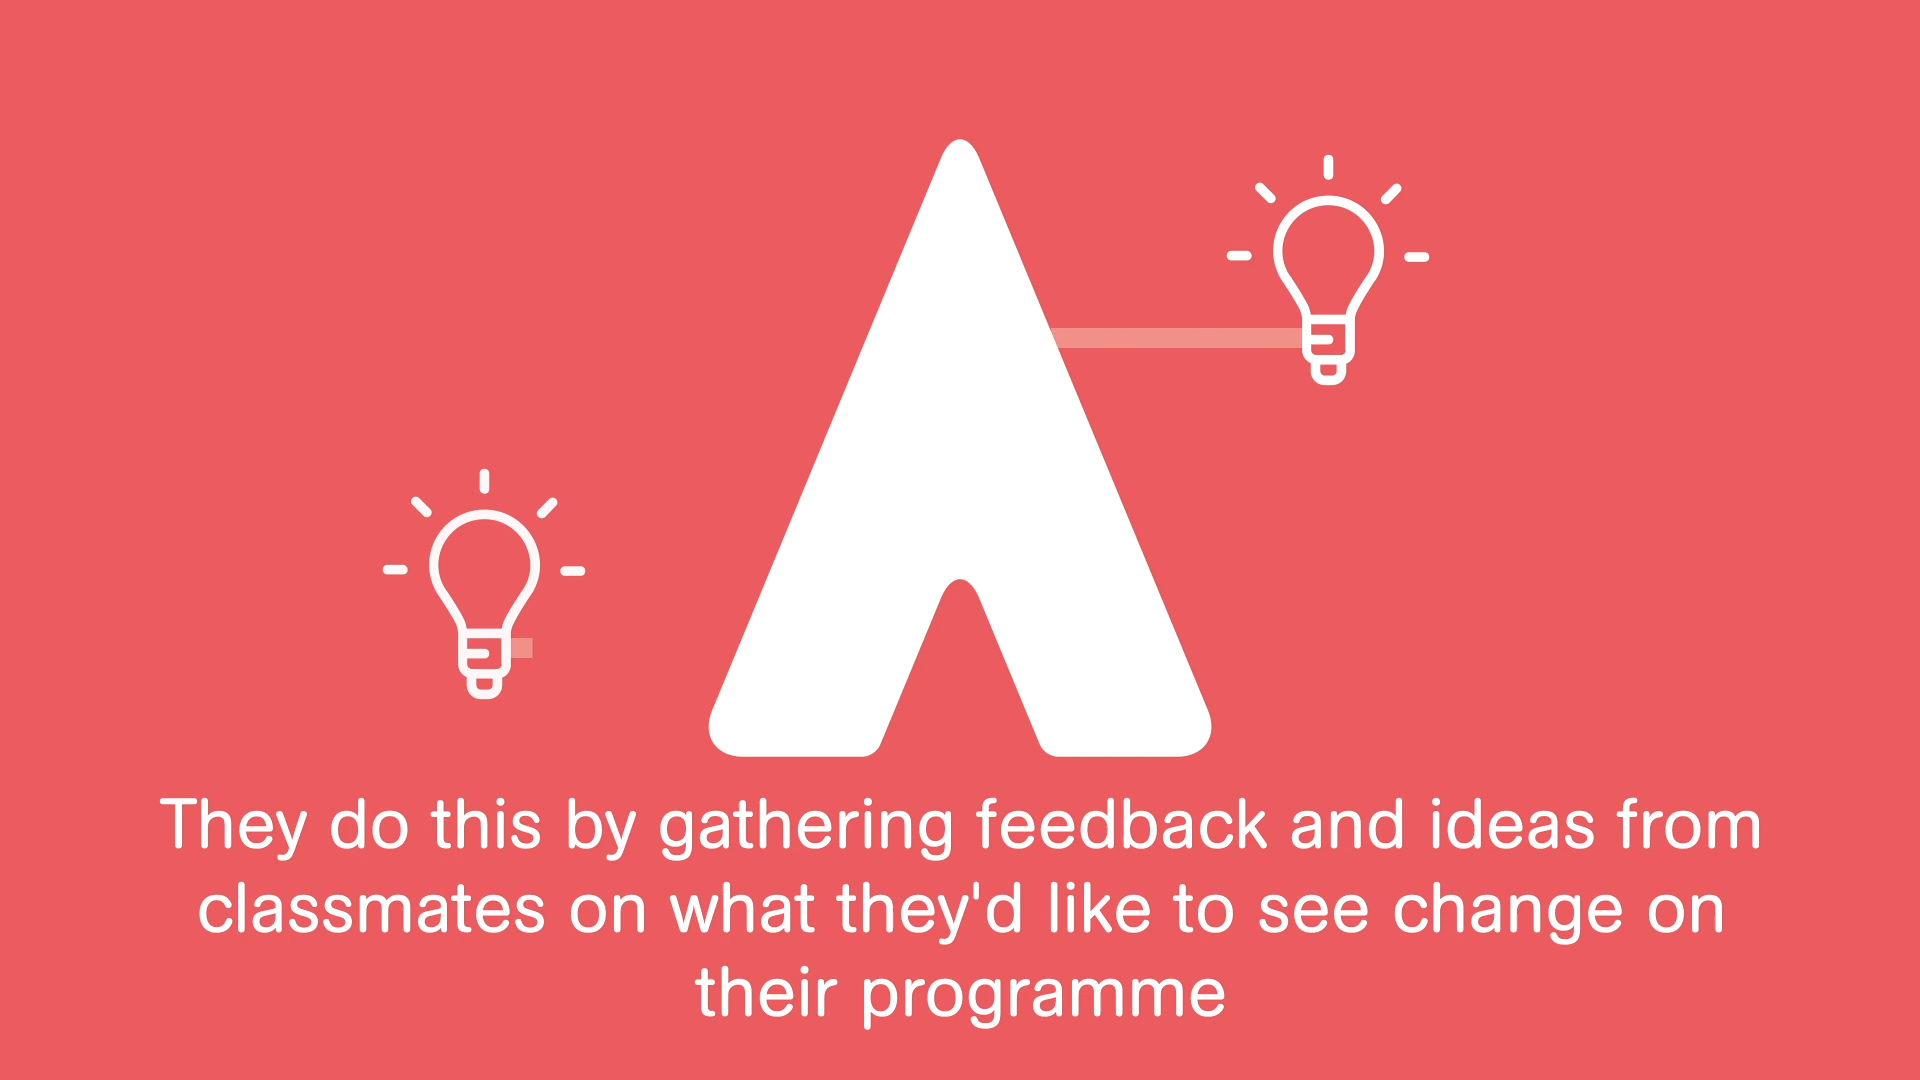 They do this by gathering feedback and ideas from
classmates on what they'd like to see change on
their programme